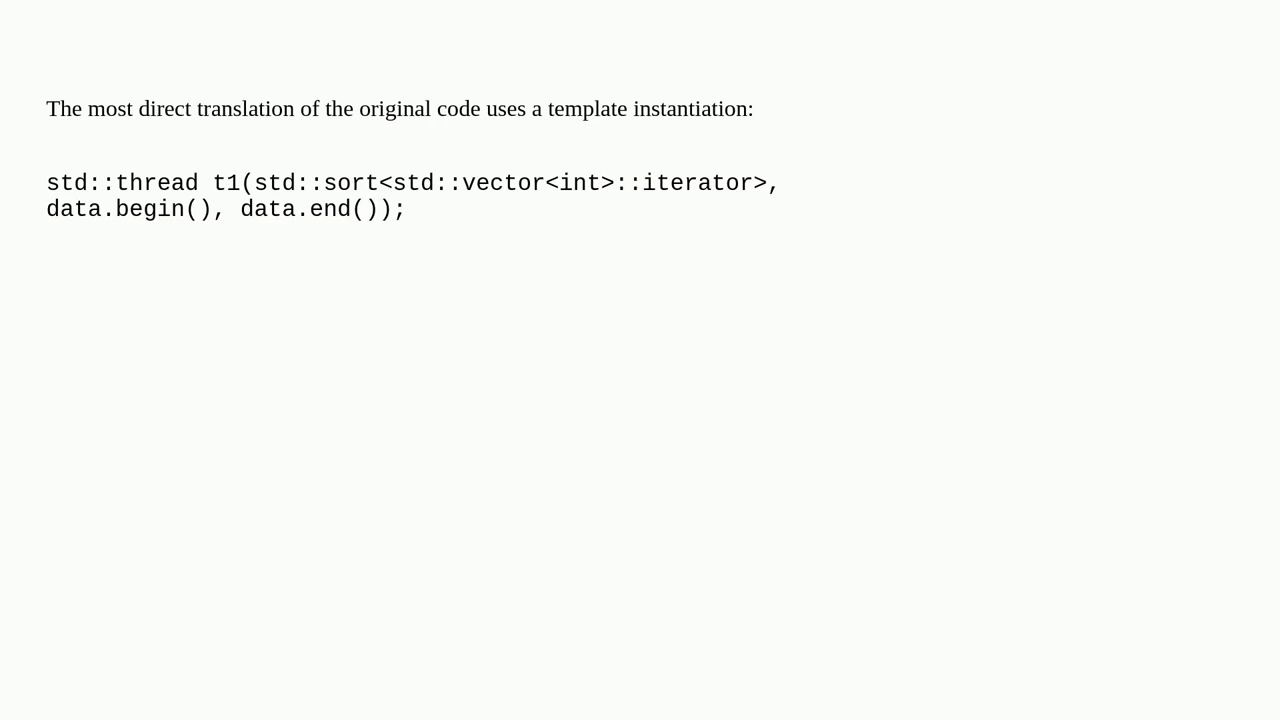 The most direct translation of the original code uses a template instantiation:
std::thread t1(std::sort<std::vector<int>::iterator>,
data.begin(), data.end());